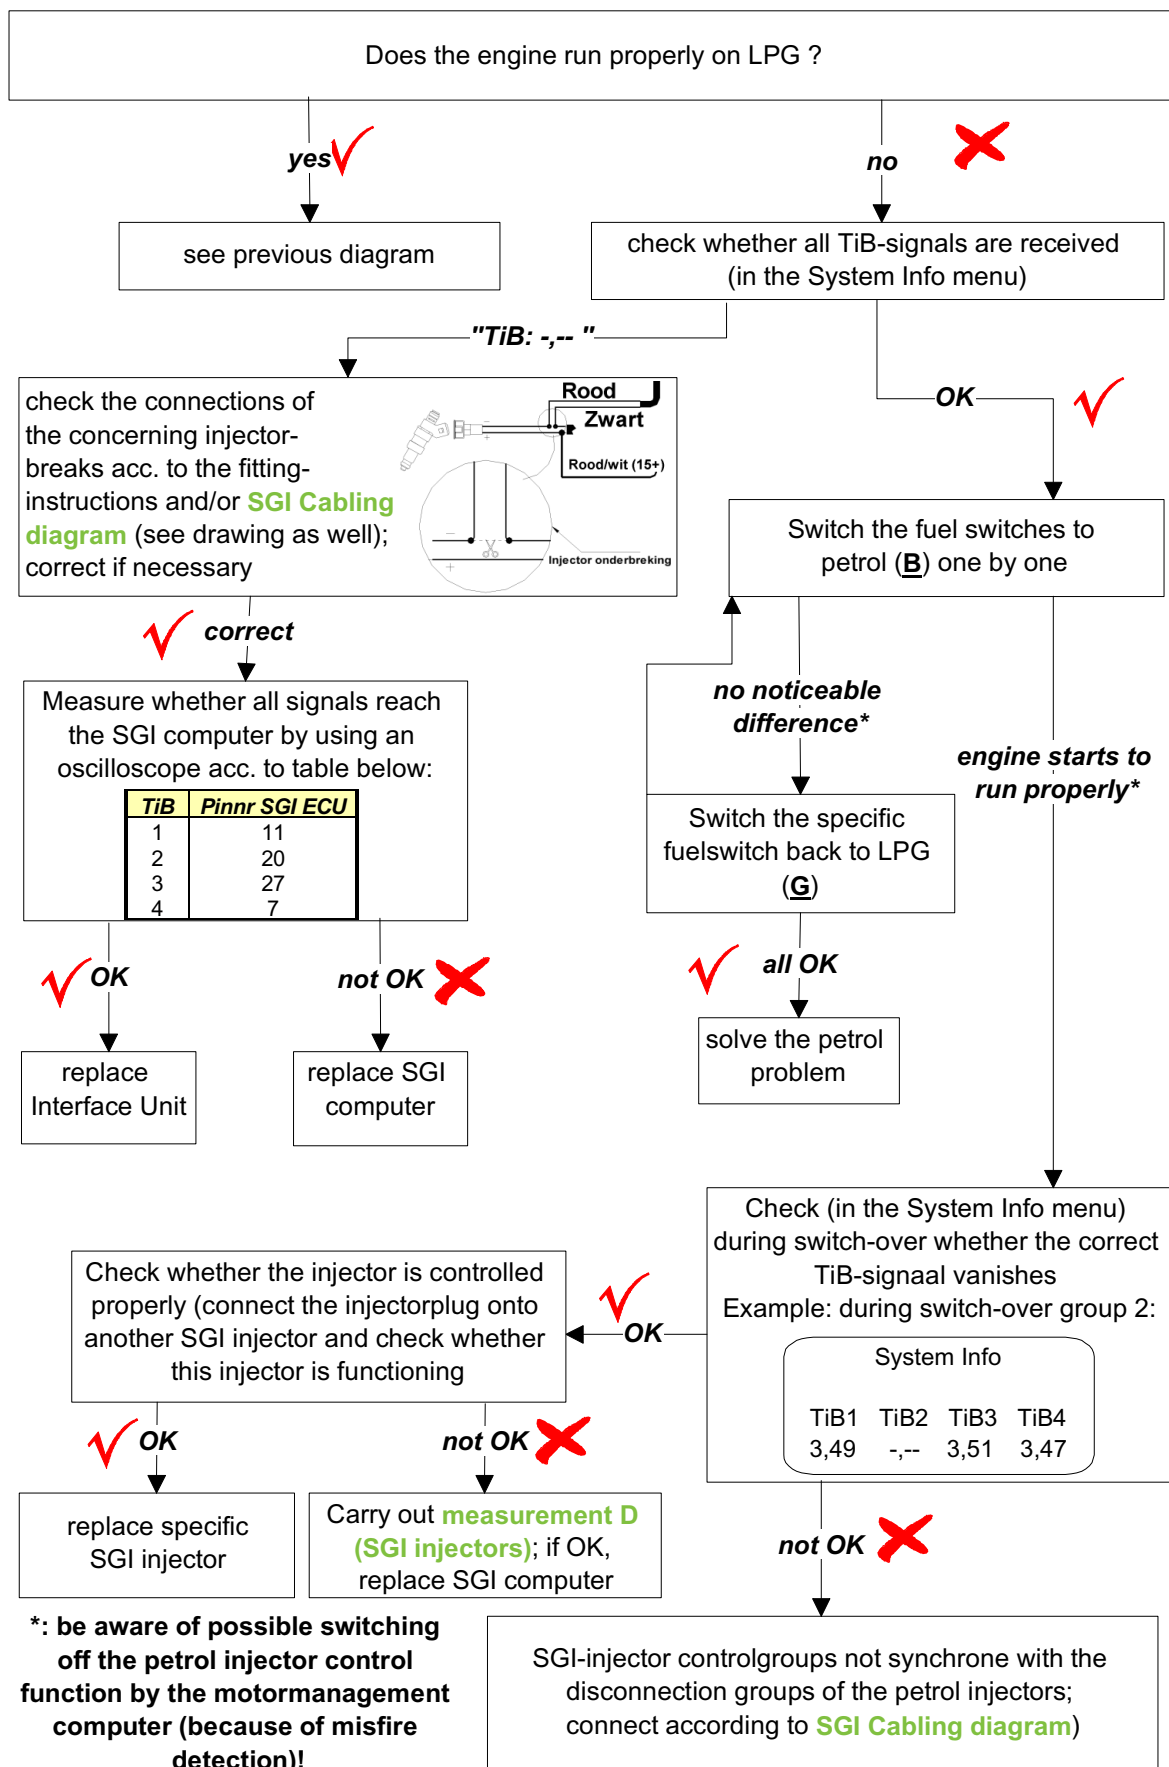 Does the engine run properly on LPG ?
yes
no
see previous diagram
check whether all TiB-signals are received
(in the System Info menu)
"TiB: -,-- "
OK
check the connections of
the concerning injector-
breaks acc. to the fitting-
instructions and/or SGI Cabling
diagram (see drawing as well);
correct if necessary
Rood
Zwart
Rood/wit (15+)
Injector onderbreking
–
+
–
+
Switch the fuel switches to
petrol (B) one by one
correct
Measure whether all signals reach
the SGI computer by using an
oscilloscope acc. to table below:
TiB Pinnr SGI ECU
1 11
2 20
3 27
4 7
no noticeable
difference*
engine starts to
run properly*
Switch the specific
fuelswitch back to LPG
(G)
OK
not OK
all OK
replace
Interface Unit
replace SGI
computer
solve the petrol
problem
Check (in the System Info menu)
during switch-over whether the correct
TiB-signaal vanishes
Example: during switch-over group 2:
System Info
TiB1 TiB2 TiB3 TiB4
3,49 -,-- 3,51 3,47
OK
Check whether the injector is controlled
properly (connect the injectorplug onto
another SGI injector and check whether
this injector is functioning
OK
not OK
not OK
replace specific
SGI injector
Carry out measurement D
(SGI injectors); if OK,
replace SGI computer
*: be aware of possible switching
off the petrol injector control
function by the motormanagement
computer (because of misfire
detection)!
SGI-injector controlgroups not synchrone with the
disconnection groups of the petrol injectors;
connect according to SGI Cabling diagram)